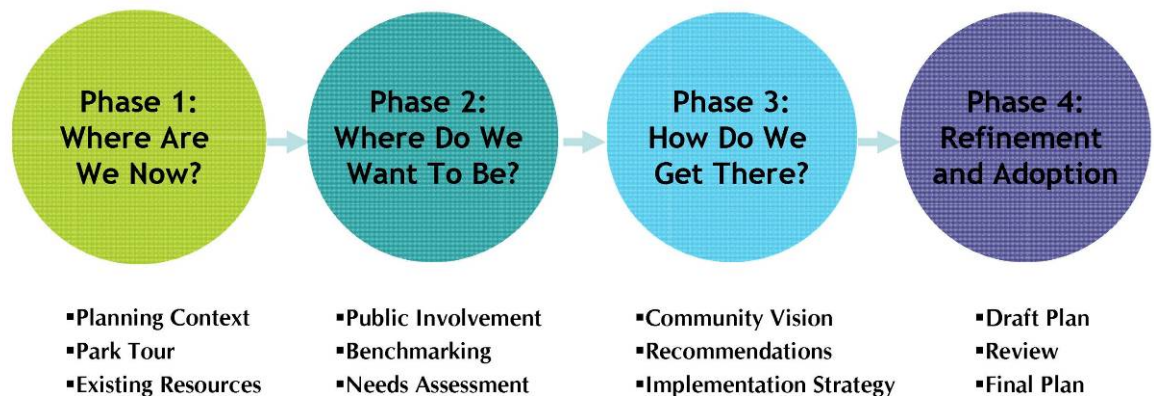 Phase 1:
Where Are
We Now?
Phase 2:
Where Do We
Want To Be?
Phase 3:
How Do We
Get There?
Phase 4:
Refinement
and Adoption
▪Planning Context
▪Park Tour
▪Existing Resources
▪Public Involvement
▪Benchmarking
▪Needs Assessment
▪Community Vision
▪Recommendations
▪Implementation Strategy
▪Draft Plan
▪Review
▪Final Plan